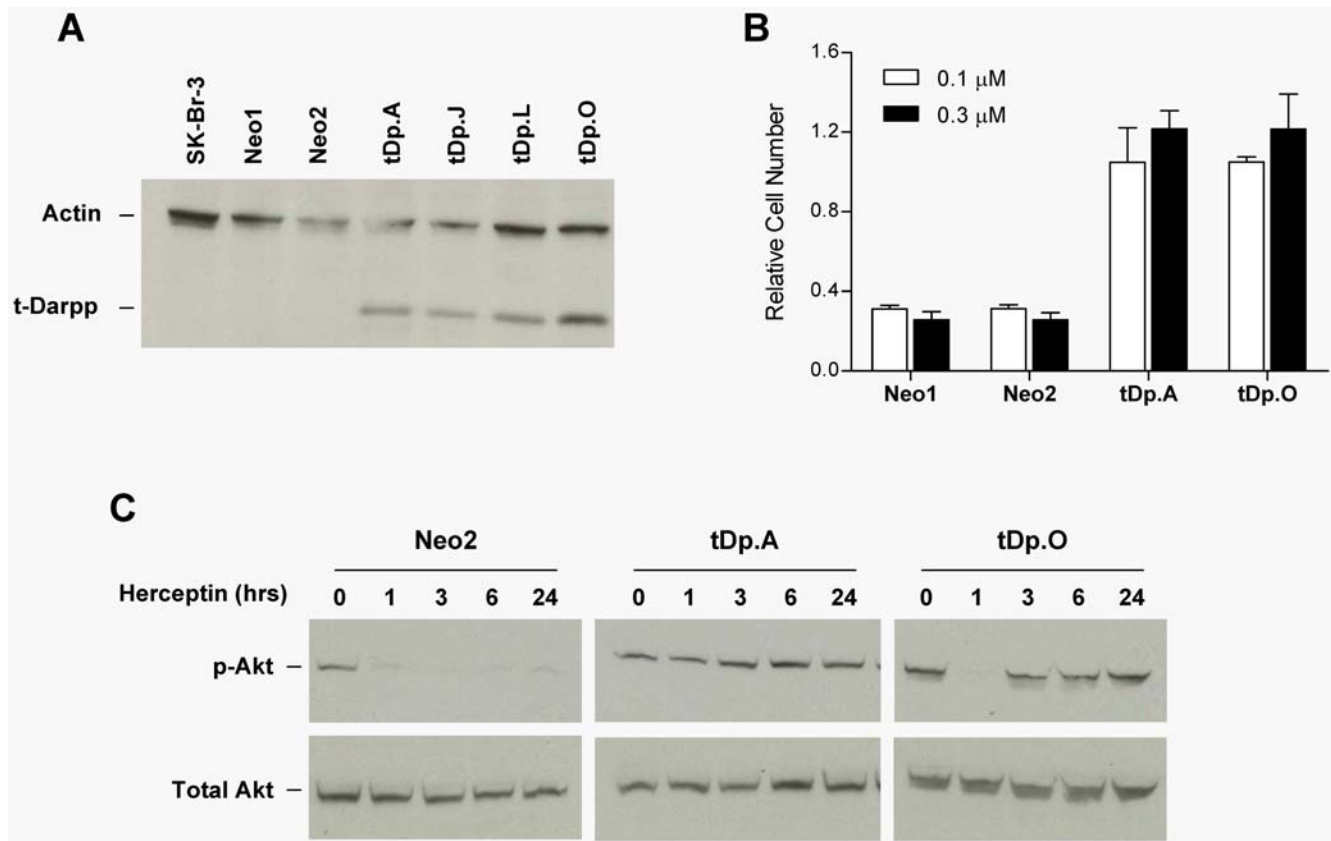 A
SK-Br-3 Neo1 Neo2 tDp.A tDp.J tDp.L tDp.O
Actin –
t-Darpp –
B
1.6
1.2
0.8
0.4
0.0
Relative Cell Number
0.1 μM
0.3 μM
Neo1 Neo2 tDp.A tDp.O
C
Neo2 tDp.A tDp.O
Herceptin (hrs) 0 1 3 6 24 0 1 3 6 24 0 1 3 6 24
p-Akt –
Total Akt –